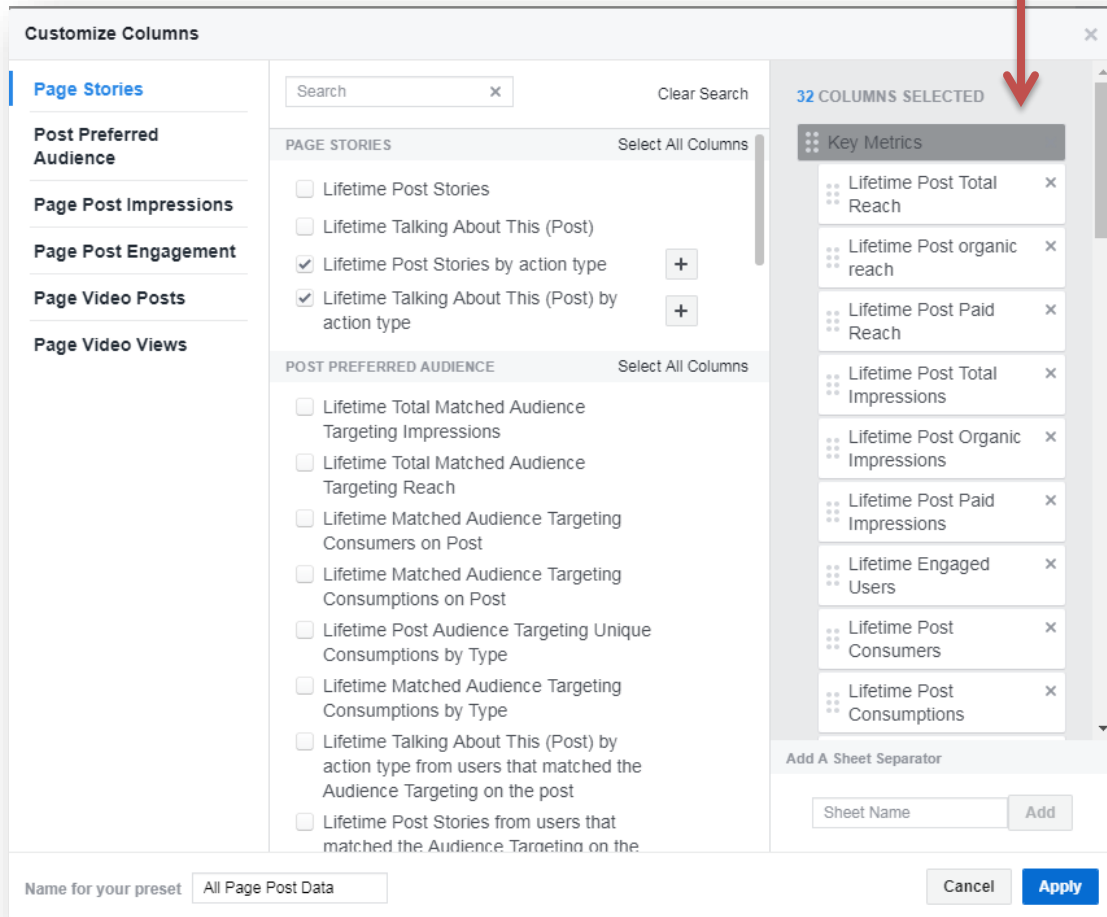 Customize Columns
Page Stories
Post Preferred
Audience
Page Post Impressions
Page Post Engagement
Page Video Posts
Page Video Views
Search
Clear Search
PAGE STORIES
Select All Columns
Lifetime Post Stories
Lifetime Talking About This (Post)
Lifetime Post Stories by action type
Lifetime Talking About This (Post) by
action type
POST PREFERRED AUDIENCE
Select All Columns
Lifetime Total Matched Audience
Targeting Impressions
Lifetime Total Matched Audience
Targeting Reach
Lifetime Matched Audience Targeting
Consumers on Post
Lifetime Matched Audience Targeting
Consumptions on Post
Lifetime Post Audience Targeting Unique
Consumptions by Type
Lifetime Matched Audience Targeting
Consumptions by Type
Lifetime Talking About This (Post) by
action type from users that matched the
Audience Targeting on the post
Lifetime Post Stories from users that
matched the Audience Targeting on the
32 COLUMNS SELECTED
Key Metrics
Lifetime Post Total
Reach
Lifetime Post organic
reach
Lifetime Post Paid
Reach
Lifetime Post Total
Impressions
Lifetime Post Organic
Impressions
Lifetime Post Paid
Impressions
Lifetime Engaged
Users
Lifetime Post
Consumers
Lifetime Post
Consumptions
Add A Sheet Separator
Sheet Name
Add
Name for your preset
All Page Post Data
Cancel
Apply